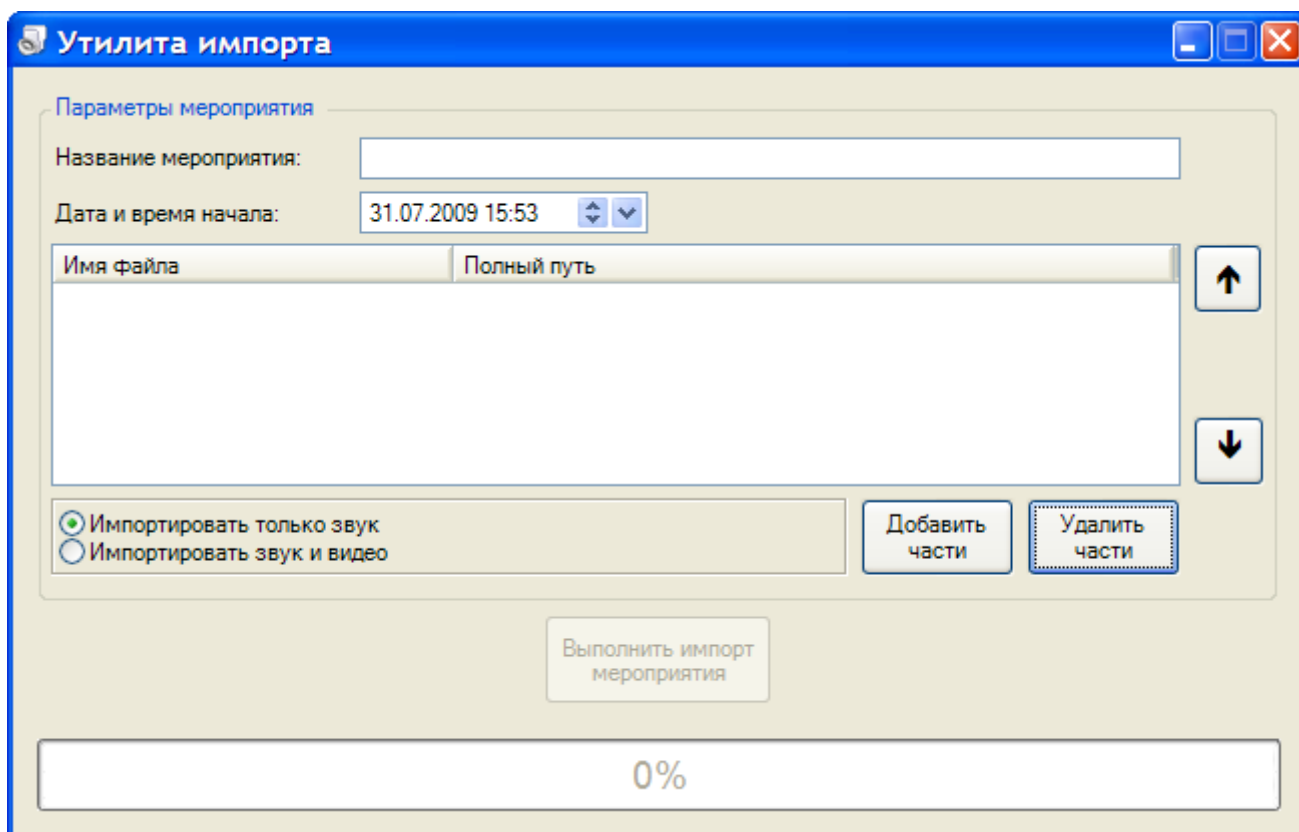 Утилита импорта
Параметры мероприятия
Название мероприятия:
Дата и время начала: 31.07.2009 15:53
Имя файла Полный путь
Импортировать только звук
Импортировать звук и видео
Добавить
части
Удалить
части
Выполнить импорт
мероприятия
0%